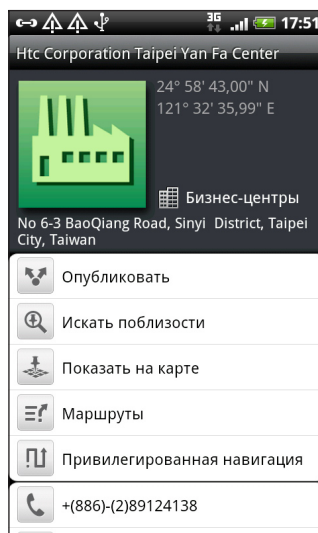 3G 17:51
Htc Corporation Taipei Yan Fa Center
24° 58' 43,00" N
121° 32' 35,99" E
Бизнес-центры
No 6-3 BaoQiang Road, Sinyi District, Taipei
City, Taiwan
Опубликовать
Искать поблизости
Показать на карте
Маршруты
Привилегированная навигация
+(886)-(2)89124138